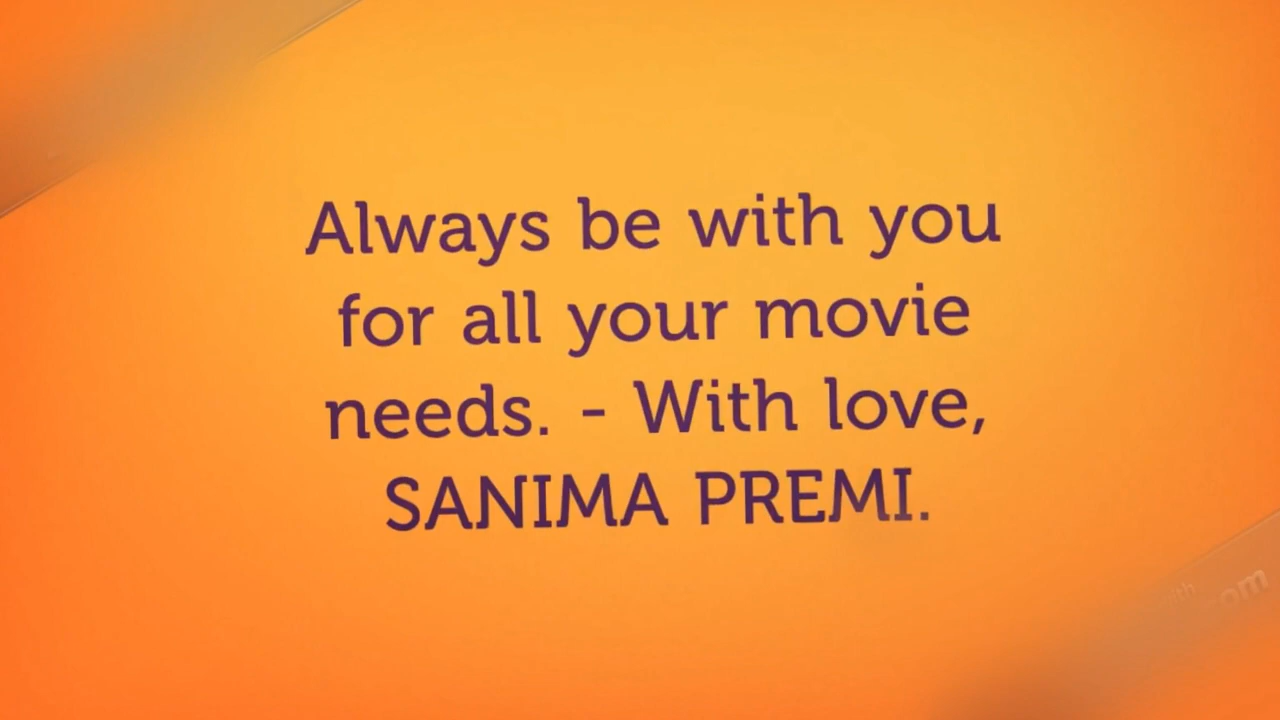 Always be with you
for all your movie
needs. - With love,
SANIMA PREMI.